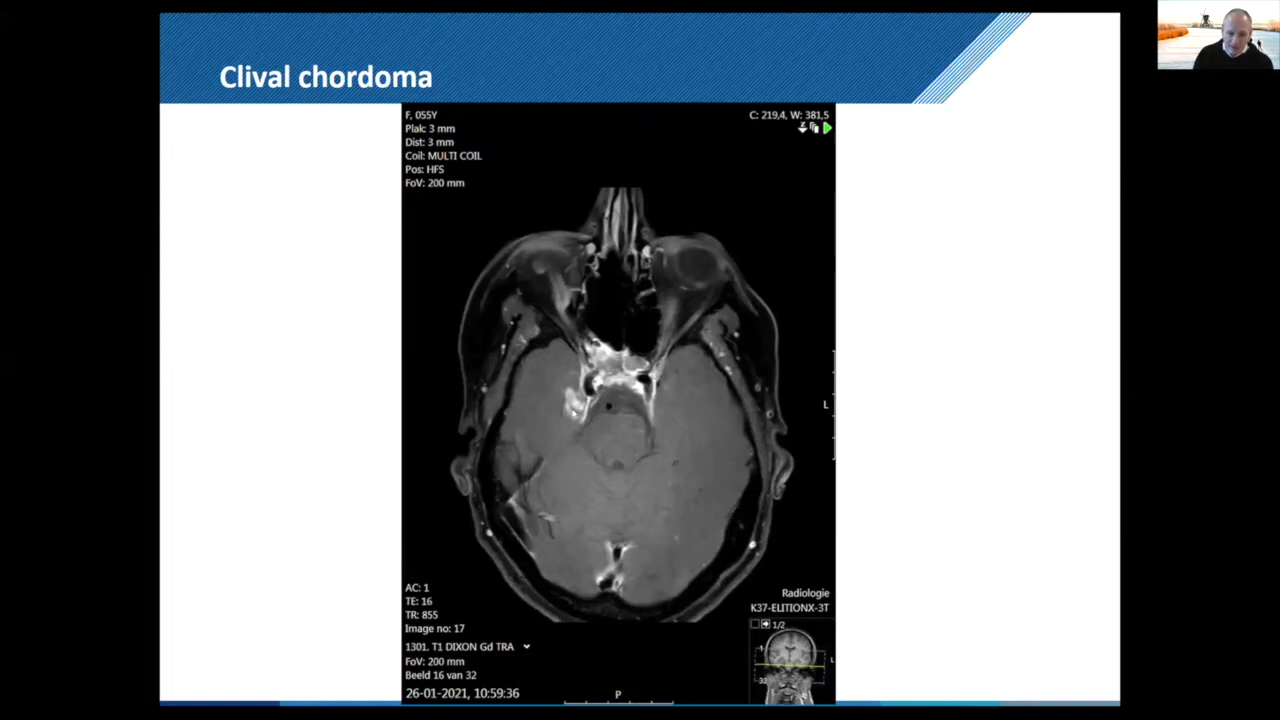 Clival chordoma
F, 055Y
Plak: 3 mm
Dist: 3 mm
Coil: MULTI COIL
Pos: HFS
FoV: 200 mm
C: 219,4, W: 381,5
L
AC: 1
TE: 16
TR: 855
Image no: 17
1301. T1 DIXON Gd TRA
FoV: 200 mm
Beeld 16 van 32
26-01-2021, 10:59:36
P
Radiologie
K37-ELITIONX-3T
1/2
L